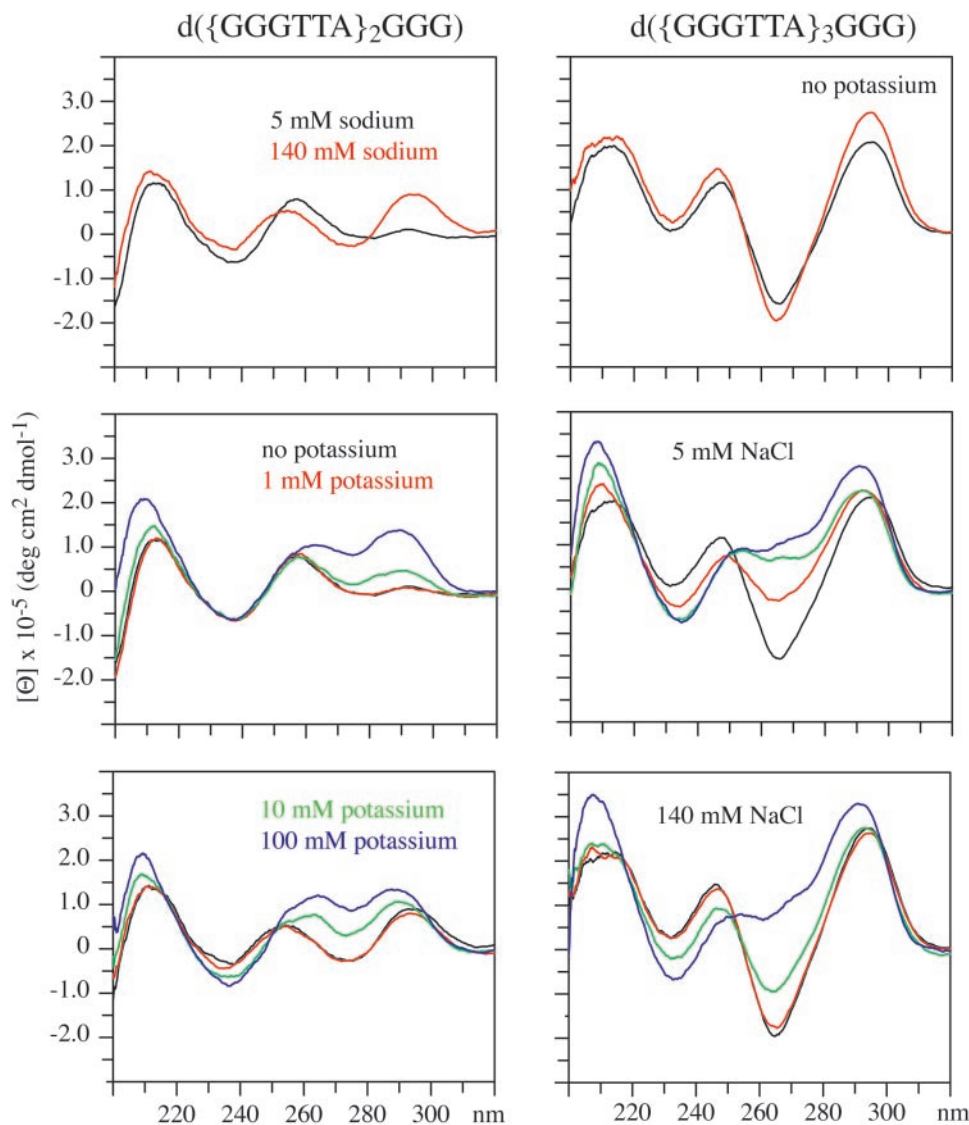 d({GGGTTA}₂GGG)
d({GGGTTA}₃GGG)
5 mM sodium
140 mM sodium
3.0
2.0
1.0
0
-1.0
-2.0
no potassium
[Θ] x 10⁻⁵ (deg cm² dmol⁻¹)
no potassium
1 mM potassium
3.0
2.0
1.0
0
-1.0
-2.0
5 mM NaCl
10 mM potassium
100 mM potassium
3.0
2.0
1.0
0
-1.0
-2.0
220 240 260 280 300 nm
140 mM NaCl
220 240 260 280 300 nm